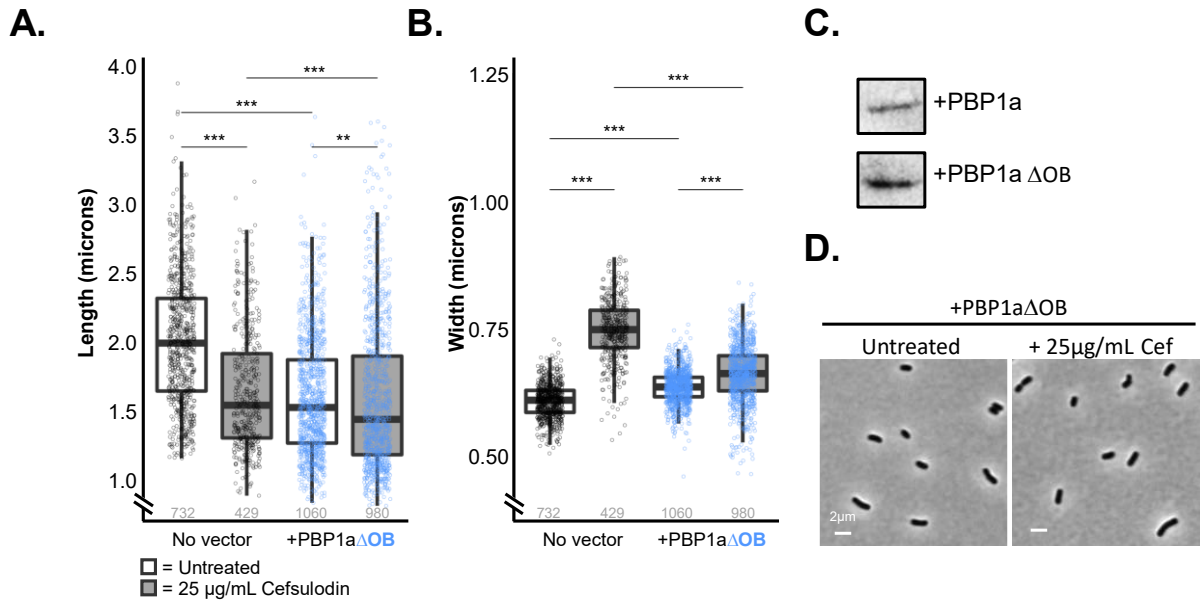 A.
Length (microns)
4.0
3.5
3.0
2.5
2.0
1.5
1.0
***
***
***
**
732
429
1060
980
No vector
+PBP1aΔOB
= Untreated
= 25 µg/mL Cefsulodin
B.
Width (microns)
1.25
1.00
0.75
0.50
***
***
***
***
732
429
1060
980
No vector
+PBP1aΔOB
C.
+PBP1a
+PBP1a ΔOB
D.
+PBP1aΔOB
Untreated
+ 25µg/mL Cef
2µm